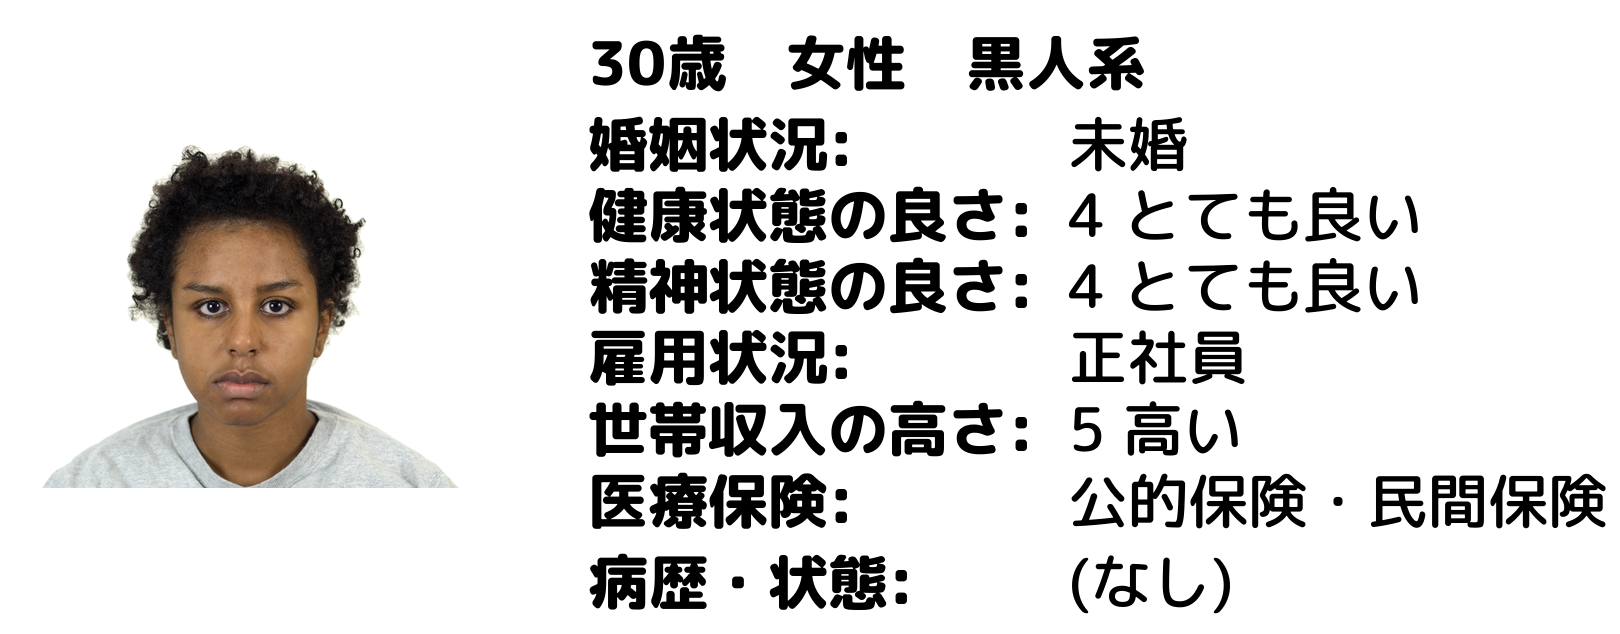 30歳　女性　黒人系
婚姻状況: 未婚
健康状態の良さ: 4 とても良い
精神状態の良さ: 4 とても良い
雇用状況: 正社員
世帯収入の高さ: 5 高い
医療保険: 公的保険・民間保険
病歴・状態: (なし)